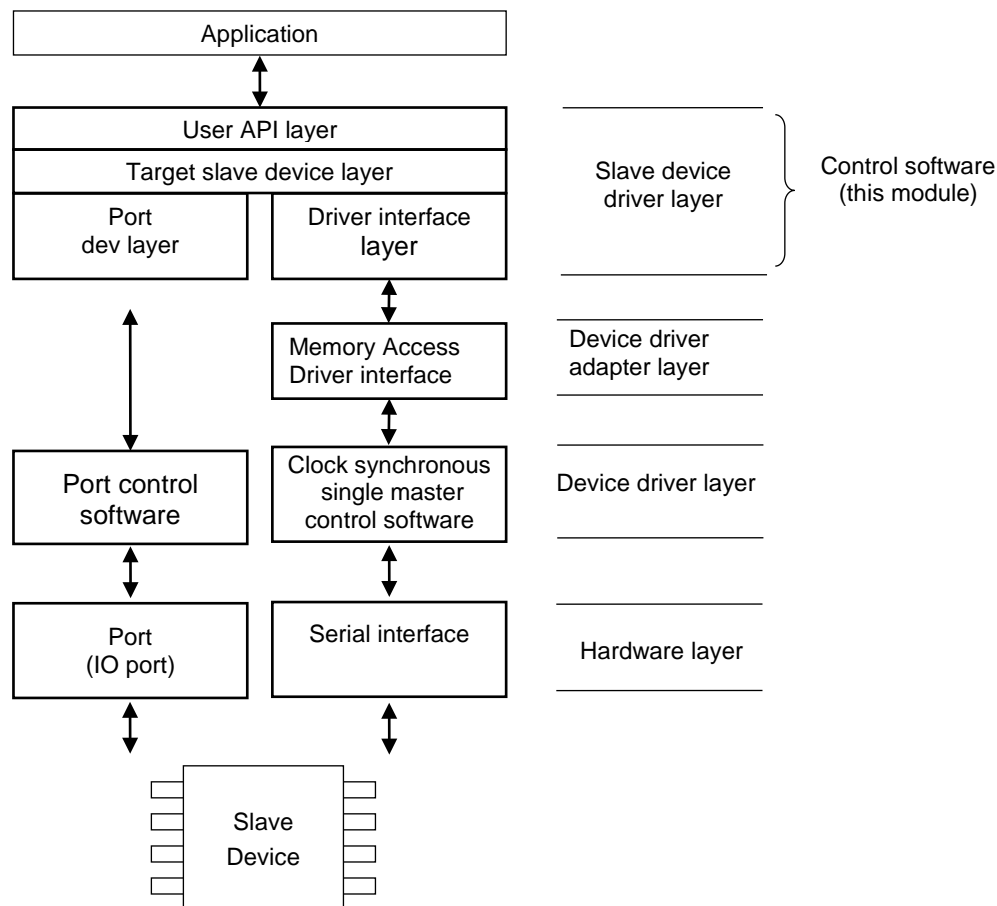 Application
User API layer
Target slave device layer
Port
dev layer
Driver interface
layer
Slave device
driver layer
Control software
(this module)
Memory Access
Driver interface
Device driver
adapter layer
Port control
software
Clock synchronous
single master
control software
Device driver layer
Port
(IO port)
Serial interface
Hardware layer
Slave
Device